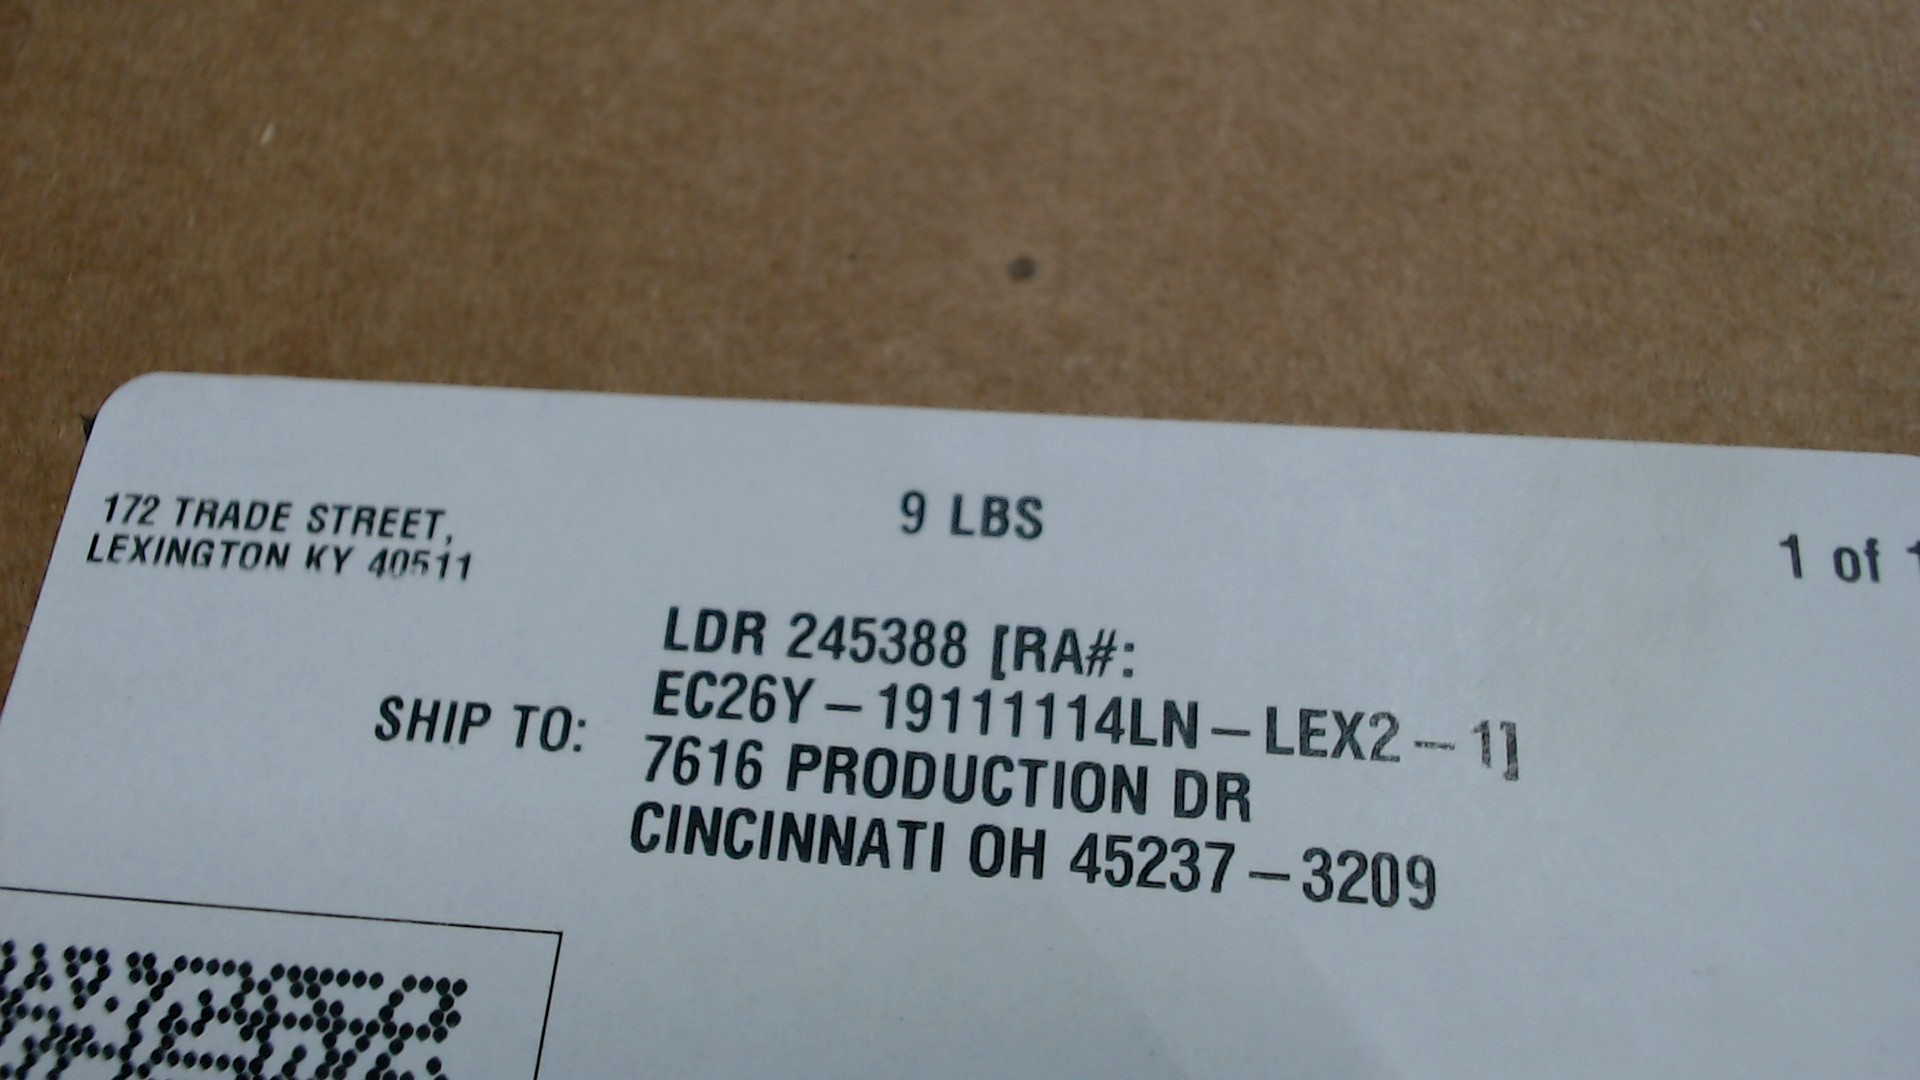 172 TRADE STREET,
LEXINGTON KY 40511
9 LBS
1 of 1
LDR 245388 [RA#:
EC26Y-19111114LN-LEX2-1]
SHIP TO:
7616 PRODUCTION DR
CINCINNATI OH 45237-3209